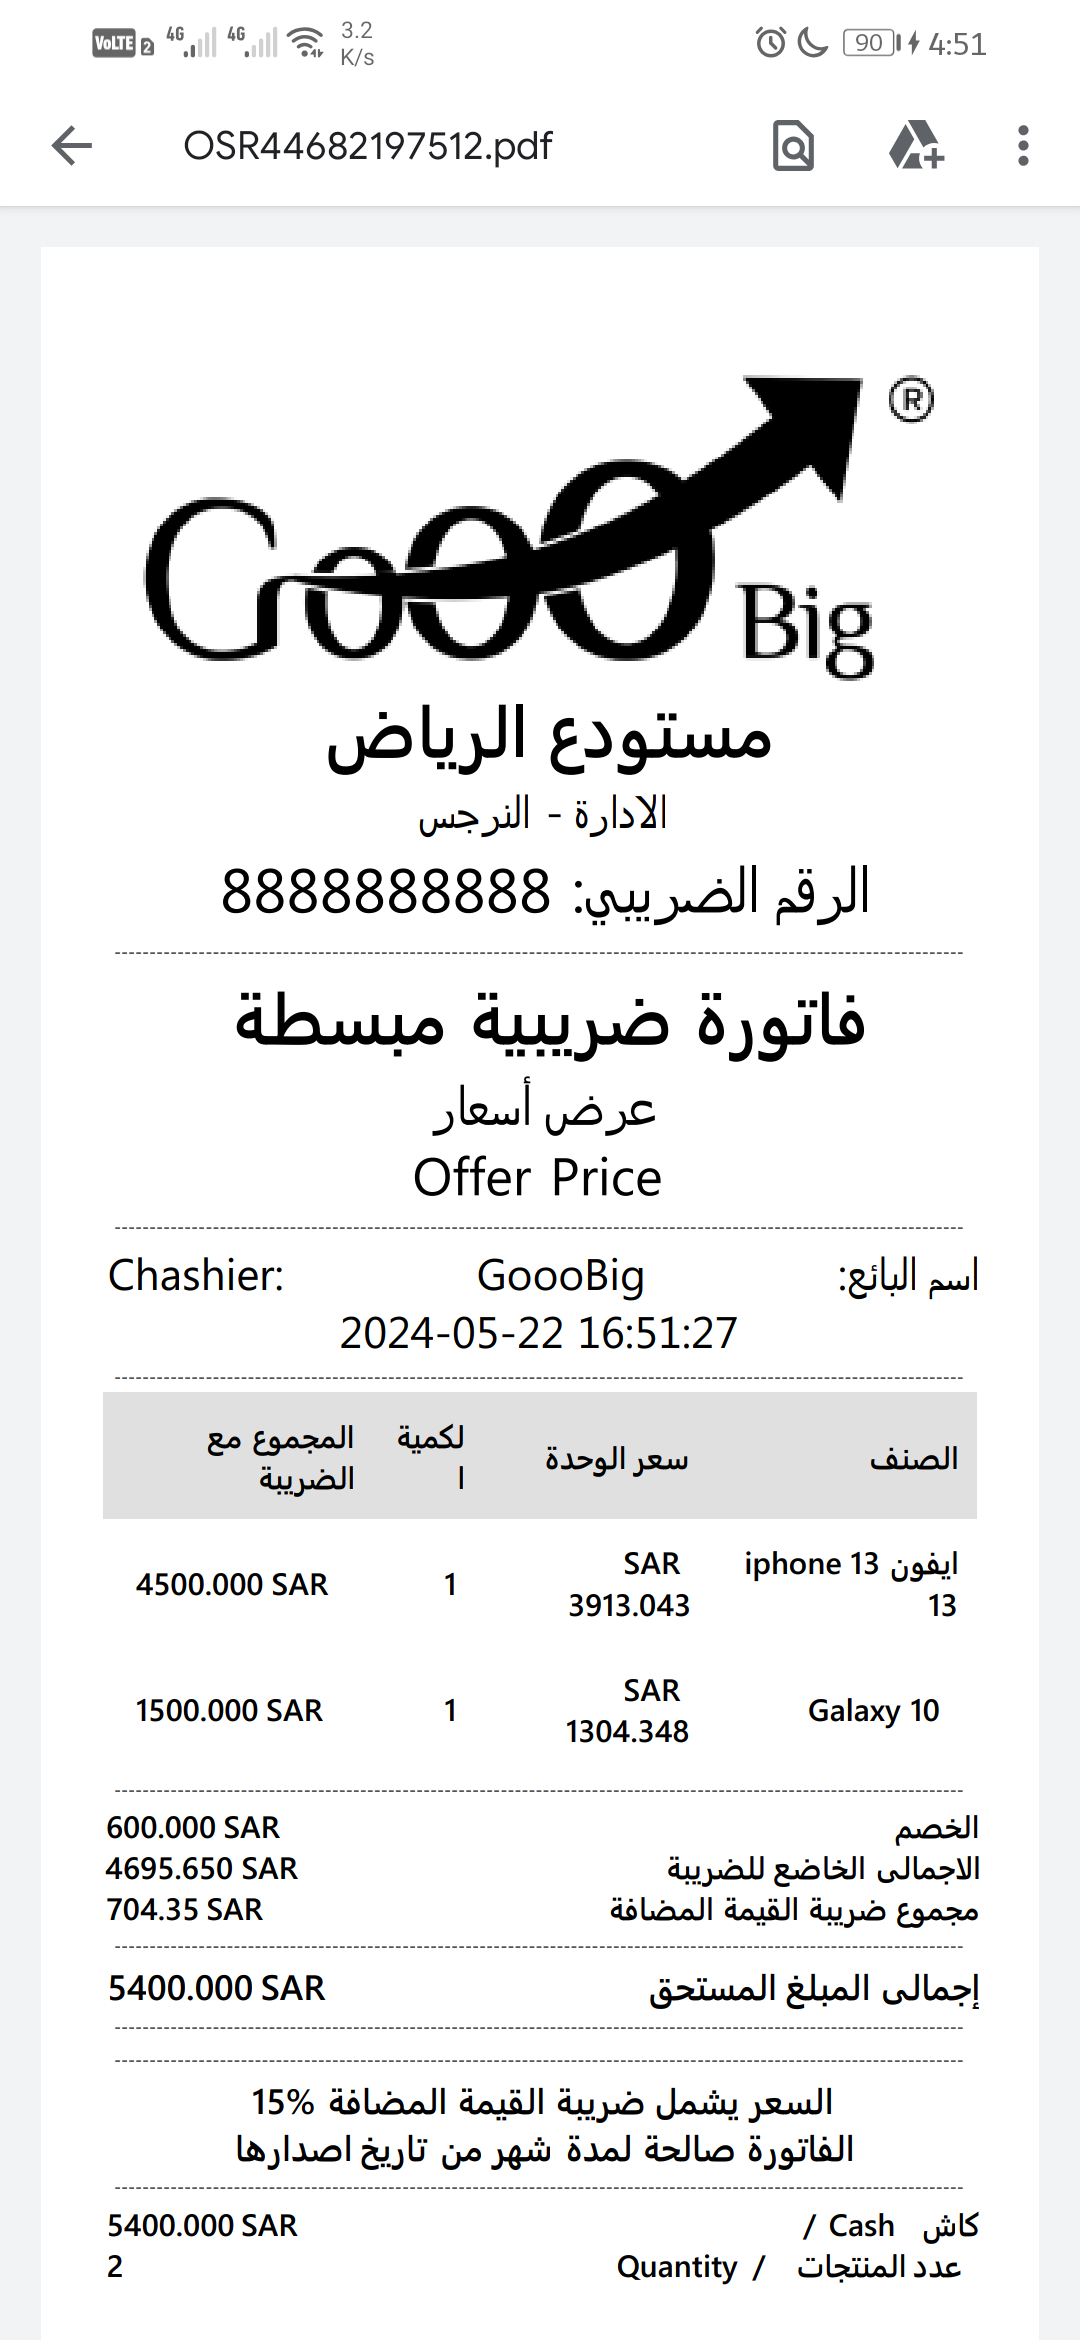 VoLTE 2 4G 4G 3.2 K/s 90 4:51
OSR44682197512.pdf
GoooBig ®
مستودع الرياض
الادارة - النرجس
الرقم الضريبي: 8888888888
فاتورة ضريبية مبسطة
عرض أسعار
Offer Price
اسم البائع: GoooBig Chashier:
2024-05-22 16:51:27
الصنف سعر الوحدة لكمية المجموع مع
ا الضريبة
ايفون 13 iphone SAR
13 3913.043 1 4500.000 SAR
Galaxy 10 SAR
1304.348 1 1500.000 SAR
الخصم 600.000 SAR
الاجمالى الخاضع للضريبة 4695.650 SAR
مجموع ضريبة القيمة المضافة 704.35 SAR
إجمالى المبلغ المستحق 5400.000 SAR
السعر يشمل ضريبة القيمة المضافة 15%
الفاتورة صالحة لمدة شهر من تاريخ اصدارها
كاش Cash / 5400.000 SAR
عدد المنتجات / Quantity 2